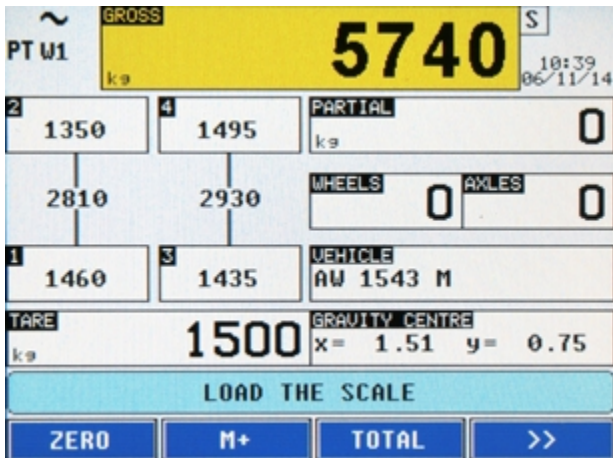 ~ GROSS S
PT W1 kg 5740 10:39
06/11/14
2 1350 4 1495 PARTIAL kg 0
2810 2930 WHEELS 0 AXLES 0
1 1460 3 1435 VEHICLE
AW 1543 M
TARE kg 1500 GRAVITY CENTRE
x= 1.51 y= 0.75
LOAD THE SCALE
ZERO M+ TOTAL >>